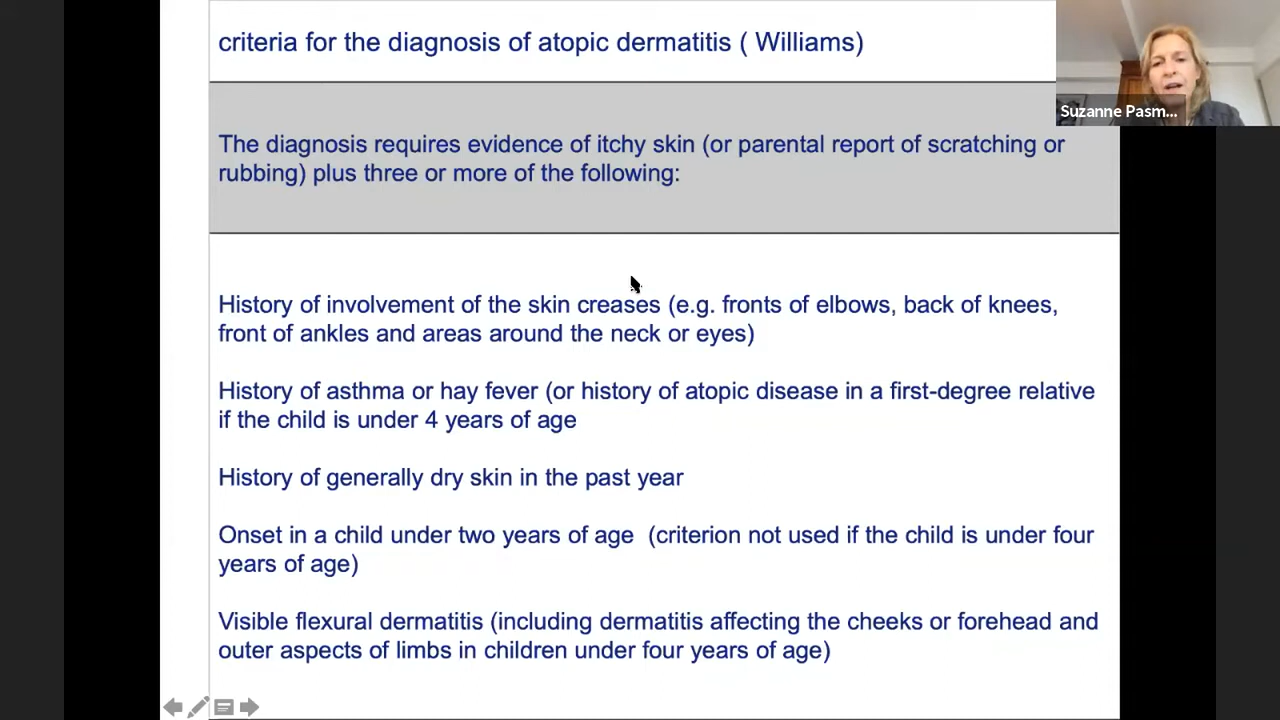 criteria for the diagnosis of atopic dermatitis ( Williams)
Suzanne Pasm...
The diagnosis requires evidence of itchy skin (or parental report of scratching or
rubbing) plus three or more of the following:
History of involvement of the skin creases (e.g. fronts of elbows, back of knees,
front of ankles and areas around the neck or eyes)
History of asthma or hay fever (or history of atopic disease in a first-degree relative
if the child is under 4 years of age
History of generally dry skin in the past year
Onset in a child under two years of age  (criterion not used if the child is under four
years of age)
Visible flexural dermatitis (including dermatitis affecting the cheeks or forehead and
outer aspects of limbs in children under four years of age)